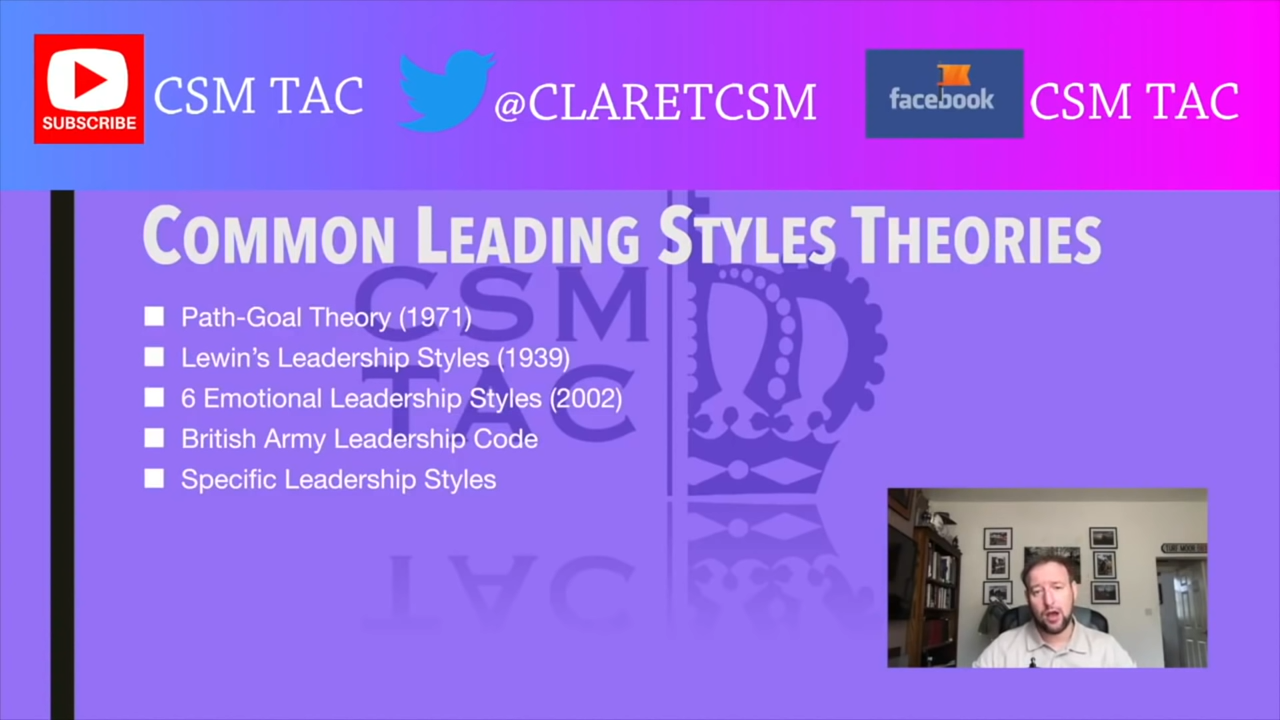 SUBSCRIBE
CSM TAC
@CLARETCSM
facebook
CSM TAC
COMMON LEADING STYLES THEORIES
CSM
TAC
Path-Goal Theory (1971)
Lewin's Leadership Styles (1939)
6 Emotional Leadership Styles (2002)
British Army Leadership Code
Specific Leadership Styles